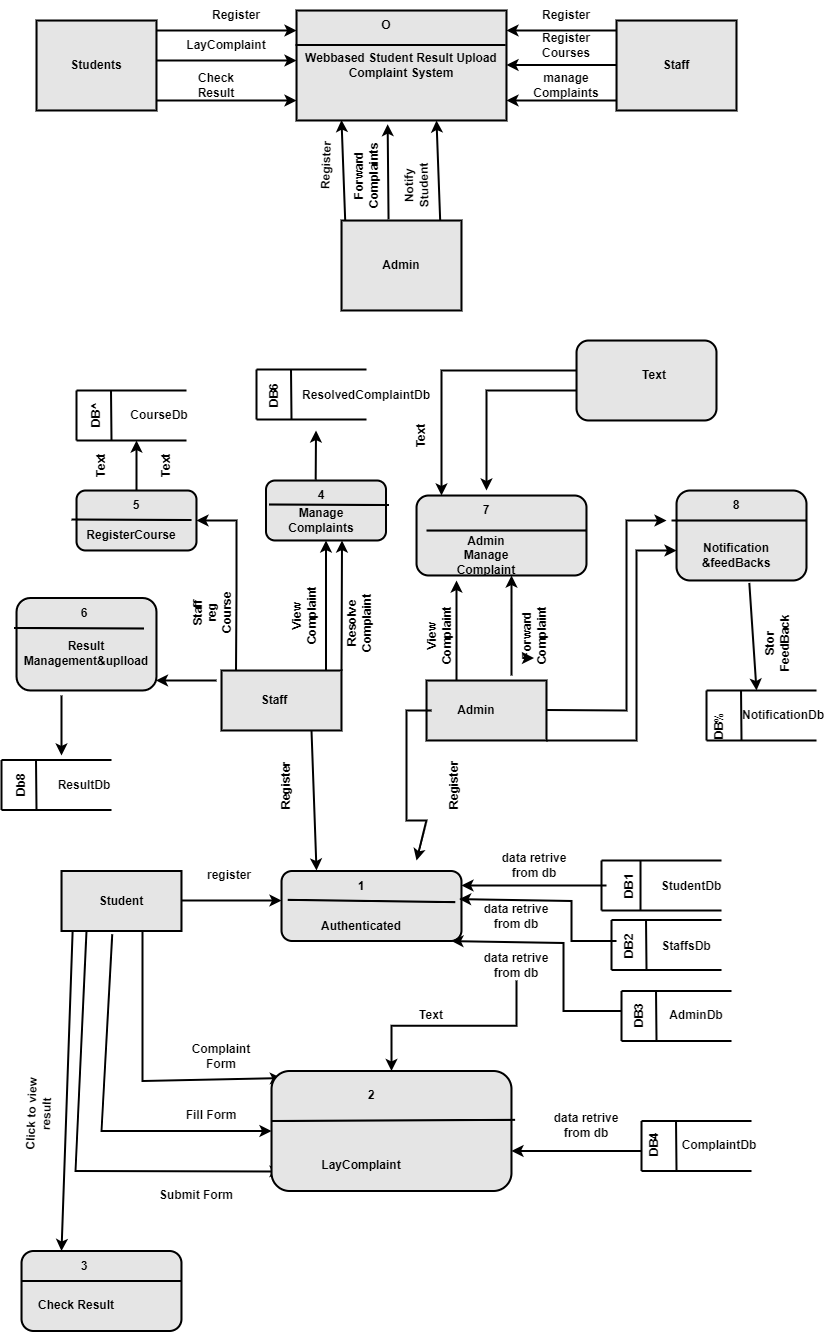 Register
LayComplaint
Check
Result
Students
O
Webbased Student Result Upload
Complaint System
Register
Register
Courses
manage
Complaints
Staff
Register
Forward
Complaints
Notify
Student
Admin
DB^
CourseDb
DB6
ResolvedComplaintDb
Text
Text
Text
Text
5
RegisterCourse
4
Manage
Complaints
7
Admin
Manage
Complaint
8
Notification
&feedBacks
6
Result
Management&uplload
Staff
reg
Course
View
Complaint
Resolve
Complaint
View
Complaint
Forward
Complaint
Stor
FeedBack
Staff
Admin
DB%
NotificationDb
Db8
ResultDb
Register
Register
Student
register
1
Authenticated
data retrive
from db
DB1
StudentDb
data retrive
from db
DB2
StaffsDb
data retrive
from db
DB3
AdminDb
Text
Complaint
Form
Fill Form
Submit Form
Click to view
result
2
LayComplaint
data retrive
from db
DB4
ComplaintDb
3
Check Result